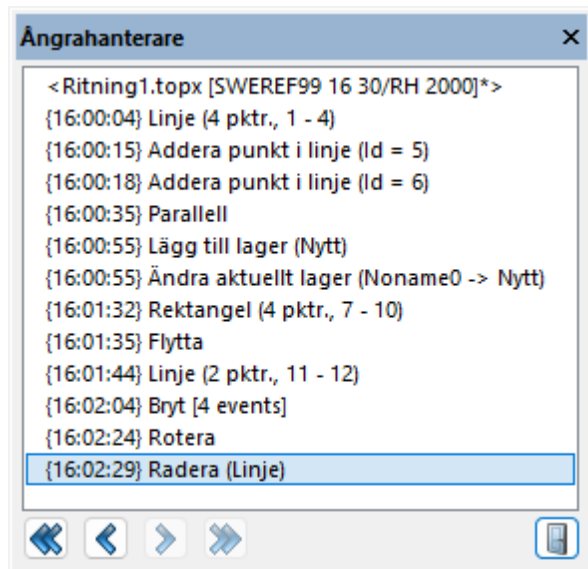 Ångrahanterare
<Ritning1.topx [SWEREF99 16 30/RH 2000]*>
{16:00:04} Linje (4 pktr., 1 - 4)
{16:00:15} Addera punkt i linje (Id = 5)
{16:00:18} Addera punkt i linje (Id = 6)
{16:00:35} Parallell
{16:00:55} Lägg till lager (Nytt)
{16:00:55} Ändra aktuellt lager (Noname0 -> Nytt)
{16:01:32} Rektangel (4 pktr., 7 - 10)
{16:01:35} Flytta
{16:01:44} Linje (2 pktr., 11 - 12)
{16:02:04} Bryt [4 events]
{16:02:24} Rotera
{16:02:29} Radera (Linje)